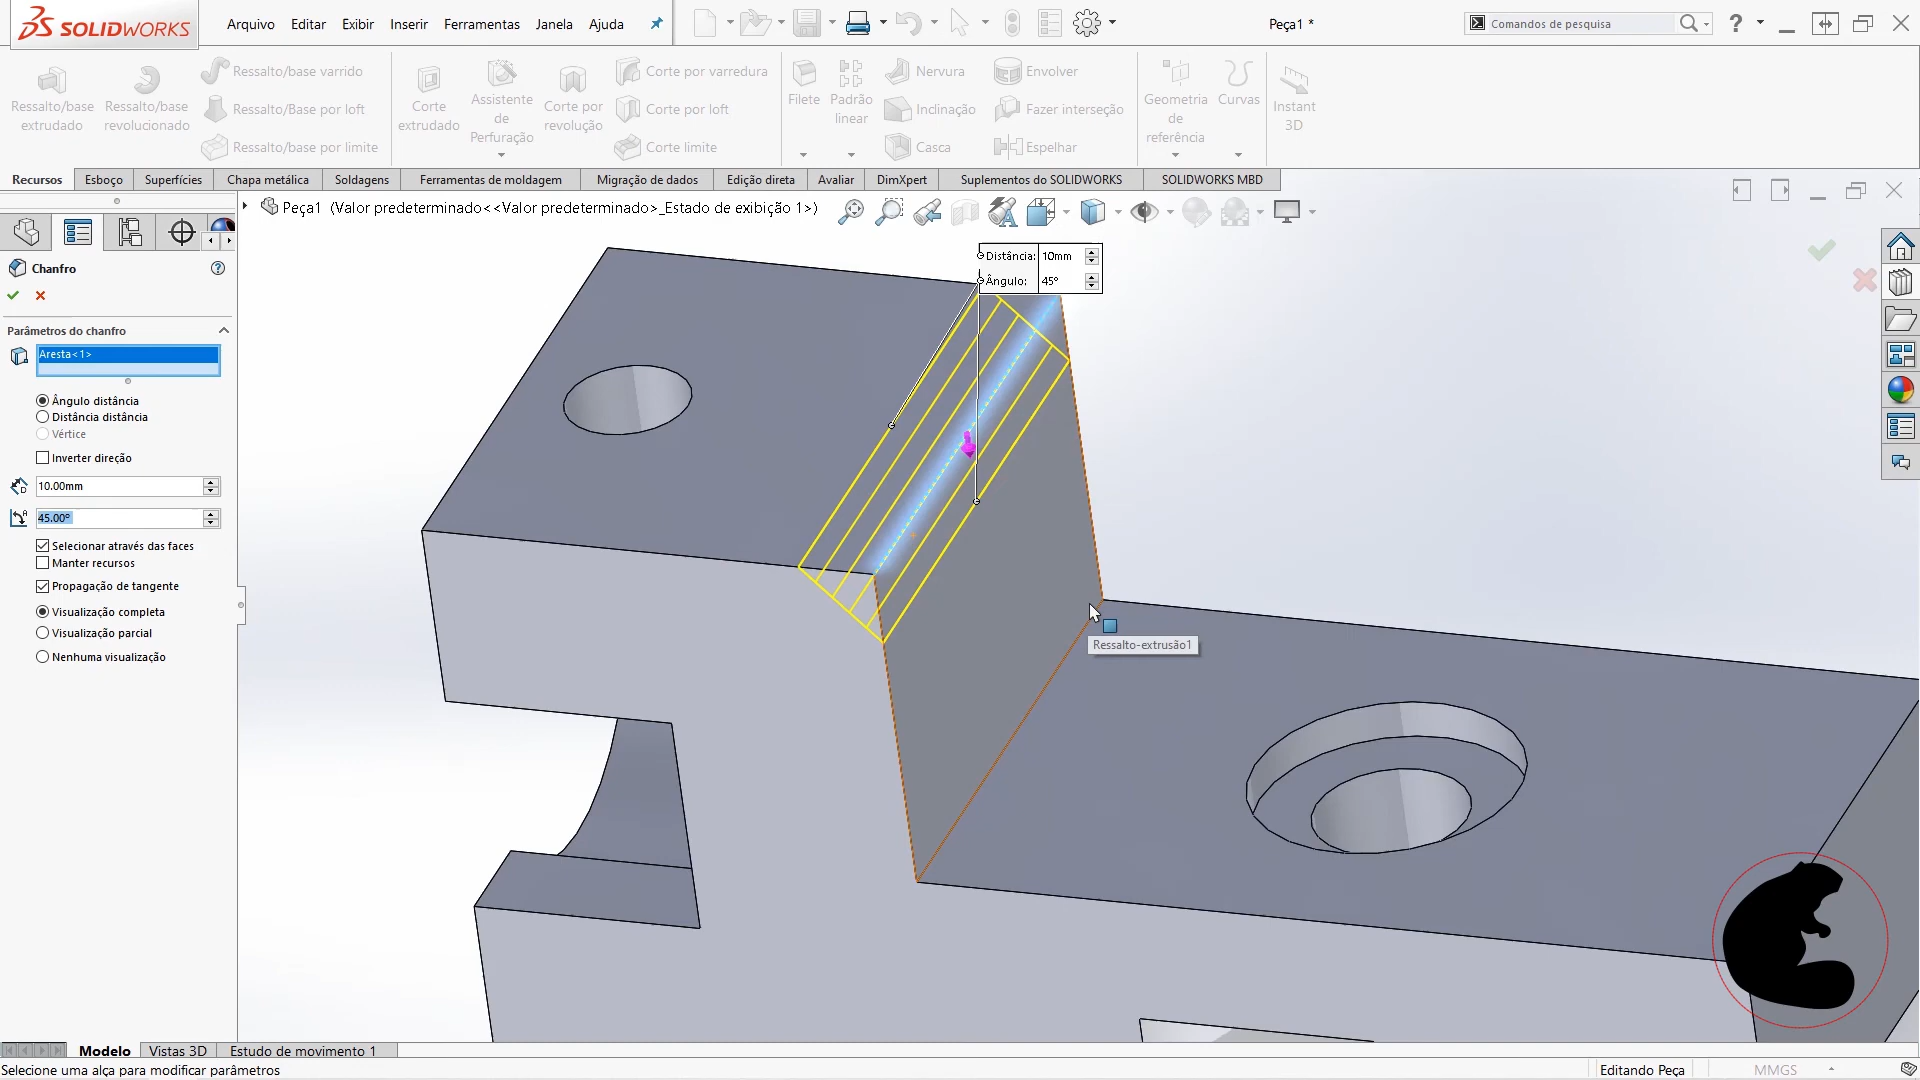 SOLIDWORKS
Arquivo Editar Exibir Inserir Ferramentas Janela Ajuda
Peça1 *
Comandos de pesquisa
?
Ressalto/base extrudado
Ressalto/base revolucionado
Ressalto/base varrido
Ressalto/Base por loft
Ressalto/base por limite
Corte extrudado
Assistente de Perfuração
Corte por revolução
Corte por varredura
Corte por loft
Corte limite
Filete
Padrão linear
Nervura
Inclinação
Casca
Envolver
Fazer interseção
Espelhar
Geometria de referência
Curvas
Instant 3D
Recursos Esboço Superfícies Chapa metálica Soldagens Ferramentas de moldagem Migração de dados Edição direta Avaliar DimXpert Suplementos do SOLIDWORKS SOLIDWORKS MBD
Peça1 (Valor predeterminado<<Valor predeterminado>_Estado de exibição 1>)
Chanfro
?
Parâmetros do chanfro
Aresta<1>
Ângulo distância
Distância distância
Vértice
Inverter direção
10.00mm
45.00°
Selecionar através das faces
Manter recursos
Propagação de tangente
Visualização completa
Visualização parcial
Nenhuma visualização
Distância: 10mm
Ângulo: 45°
Ressalto-extrusão1
Modelo Vistas 3D Estudo de movimento 1
Selecione uma alça para modificar parâmetros
Editando Peça
MMGS